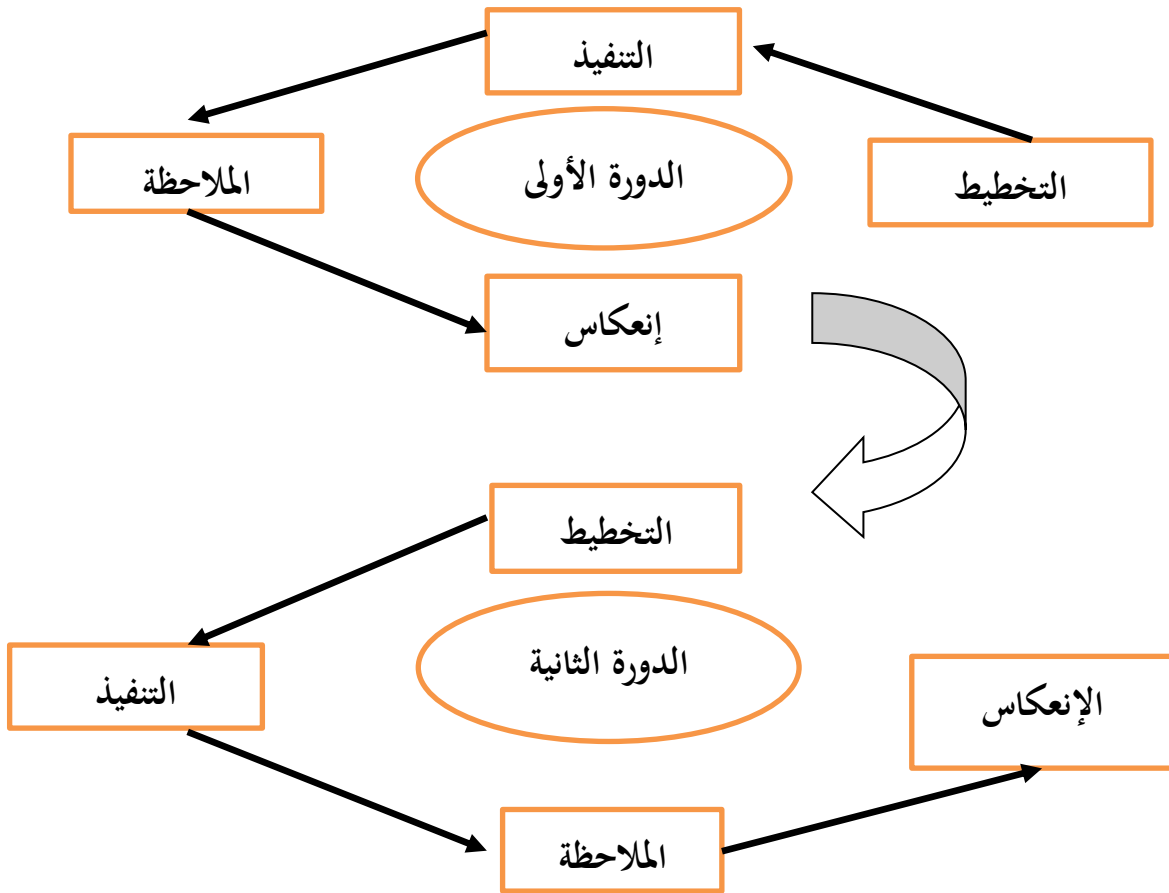 التنفيذ
الدورة الأولى
التخطيط
الملاحظة
إنعكاس
التخطيط
الدورة الثانية
الإنعكاس
التنفيذ
الملاحظة